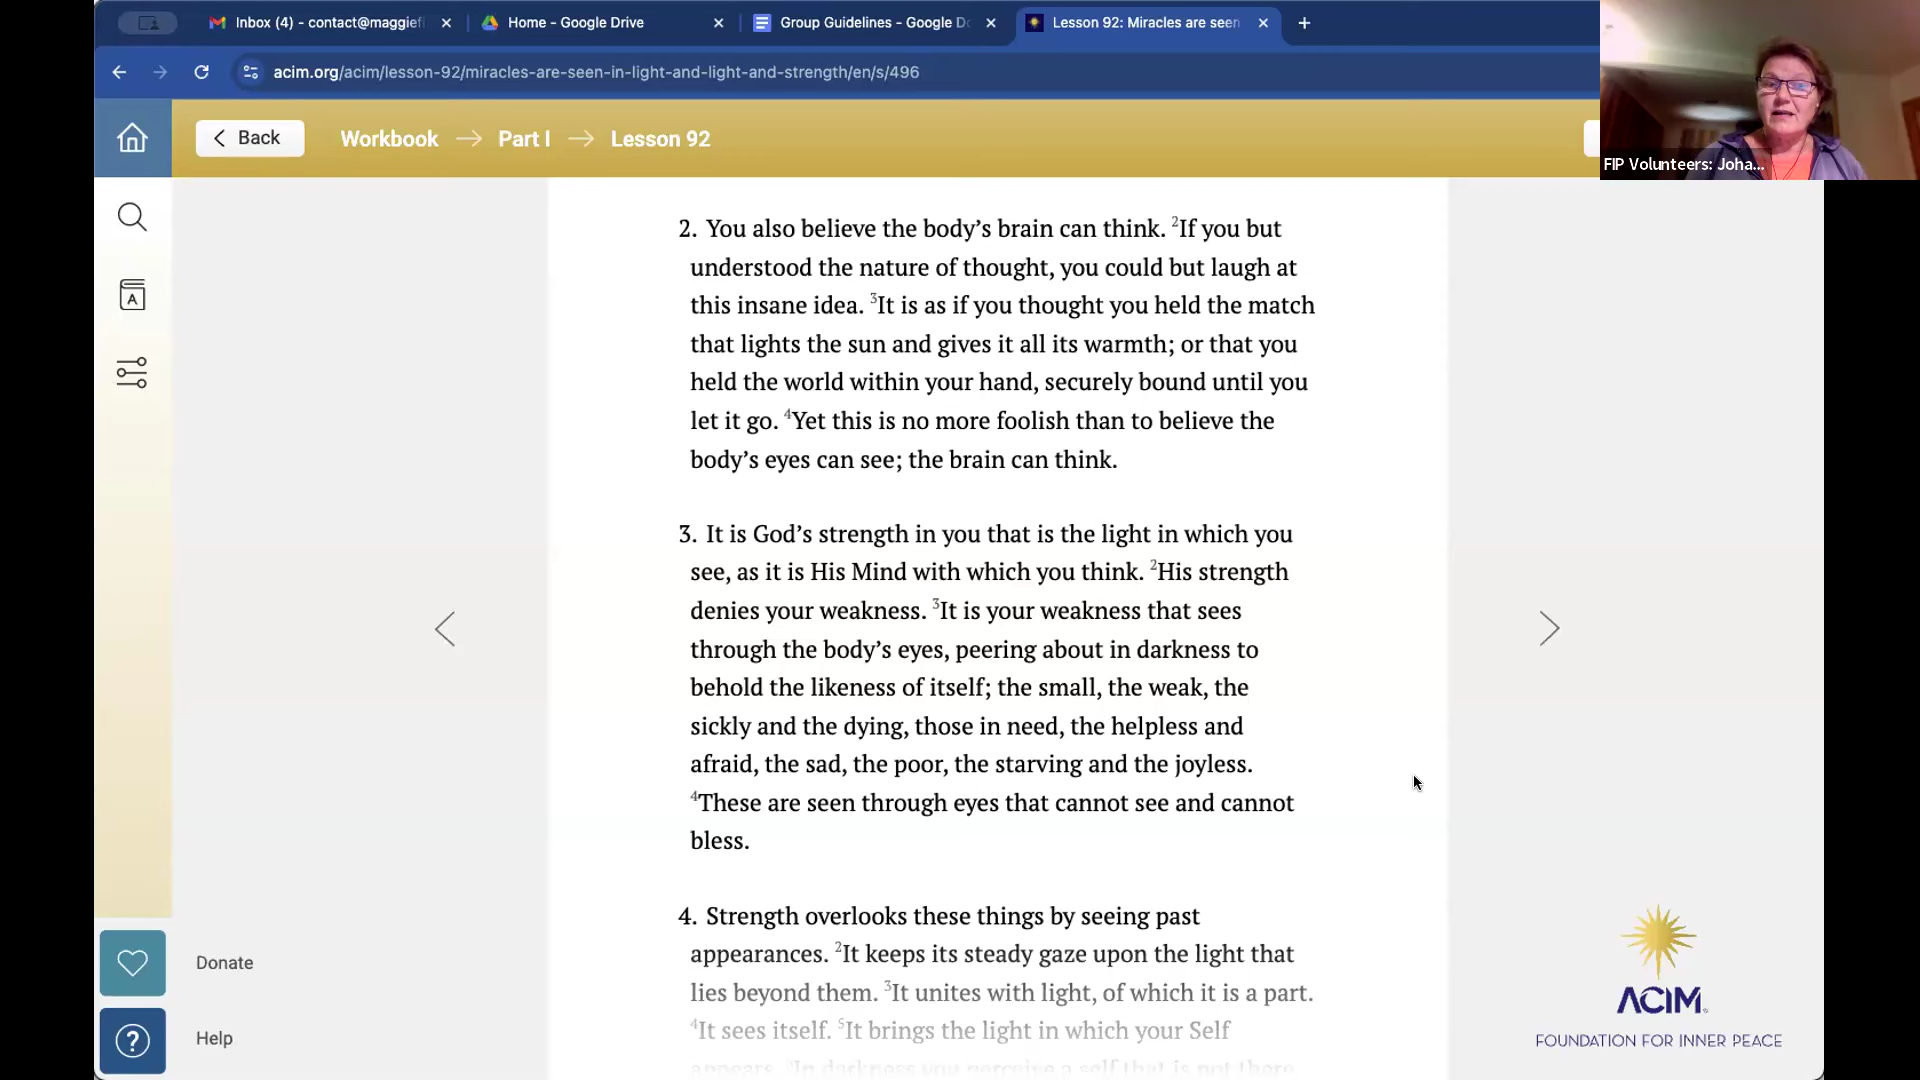 Inbox (4) - contact@maggiefi
Home - Google Drive
Group Guidelines - Google Do
Lesson 92: Miracles are seen
acim.org/acim/lesson-92/miracles-are-seen-in-light-and-light-and-strength/en/s/496
Back
Workbook → Part I → Lesson 92
FIP Volunteers: Joha...
2. You also believe the body’s brain can think. ²If you but
understood the nature of thought, you could but laugh at
this insane idea. ³It is as if you thought you held the match
that lights the sun and gives it all its warmth; or that you
held the world within your hand, securely bound until you
let it go. ⁴Yet this is no more foolish than to believe the
body’s eyes can see; the brain can think.
3. It is God’s strength in you that is the light in which you
see, as it is His Mind with which you think. ²His strength
denies your weakness. ³It is your weakness that sees
through the body’s eyes, peering about in darkness to
behold the likeness of itself; the small, the weak, the
sickly and the dying, those in need, the helpless and
afraid, the sad, the poor, the starving and the joyless.
⁴These are seen through eyes that cannot see and cannot
bless.
4. Strength overlooks these things by seeing past
appearances. ²It keeps its steady gaze upon the light that
lies beyond them. ³It unites with light, of which it is a part.
⁴It sees itself. ⁵It brings the light in which your Self
appears. ⁶In darkness you perceive a self that is not there.
Donate
Help
ACIM
FOUNDATION FOR INNER PEACE